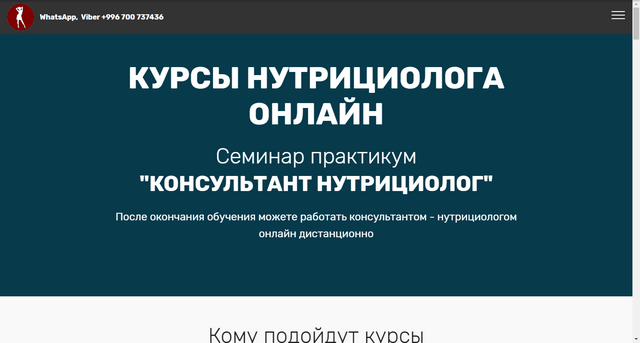 WhatsApp, Viber +996 700 737436
КУРСЫ НУТРИЦИОЛОГА
ОНЛАЙН
Семинар практикум
"КОНСУЛЬТАНТ НУТРИЦИОЛОГ"
После окончания обучения можете работать консультантом - нутрициологом
онлайн дистанционно
Кому подойдут курсы